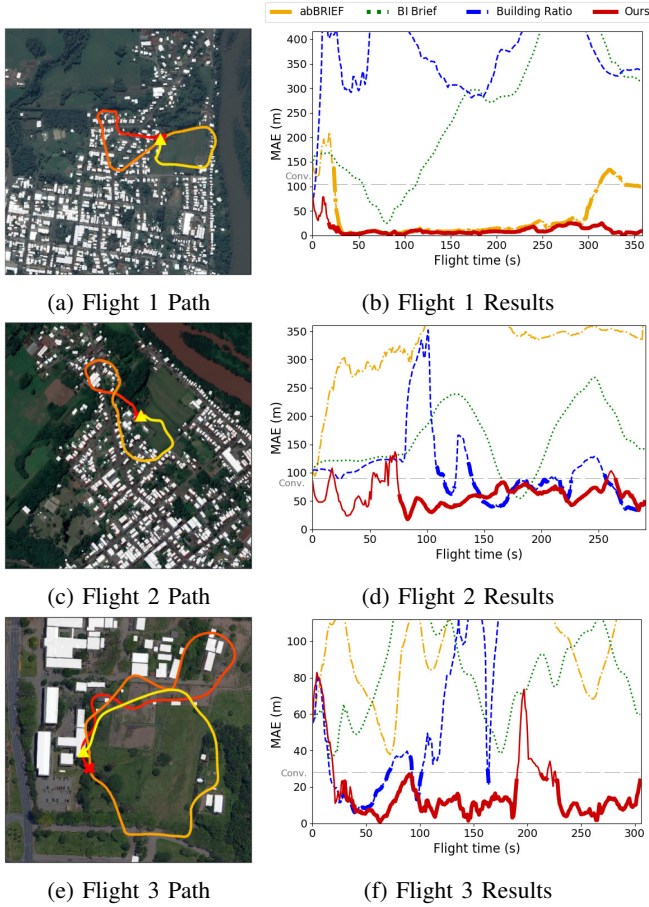 abBRIEF BI Brief Building Ratio Ours
(a) Flight 1 Path
MAE (m)
400
350
300
250
200
150
Conv.
100
50
0
0 50 100 150 200 250 300 350
Flight time (s)
(b) Flight 1 Results
(c) Flight 2 Path
MAE (m)
350
300
250
200
150
100
Conv.
50
0
0 50 100 150 200 250
Flight time (s)
(d) Flight 2 Results
(e) Flight 3 Path
MAE (m)
100
80
60
40
Conv.
20
0
0 50 100 150 200 250 300
Flight time (s)
(f) Flight 3 Results